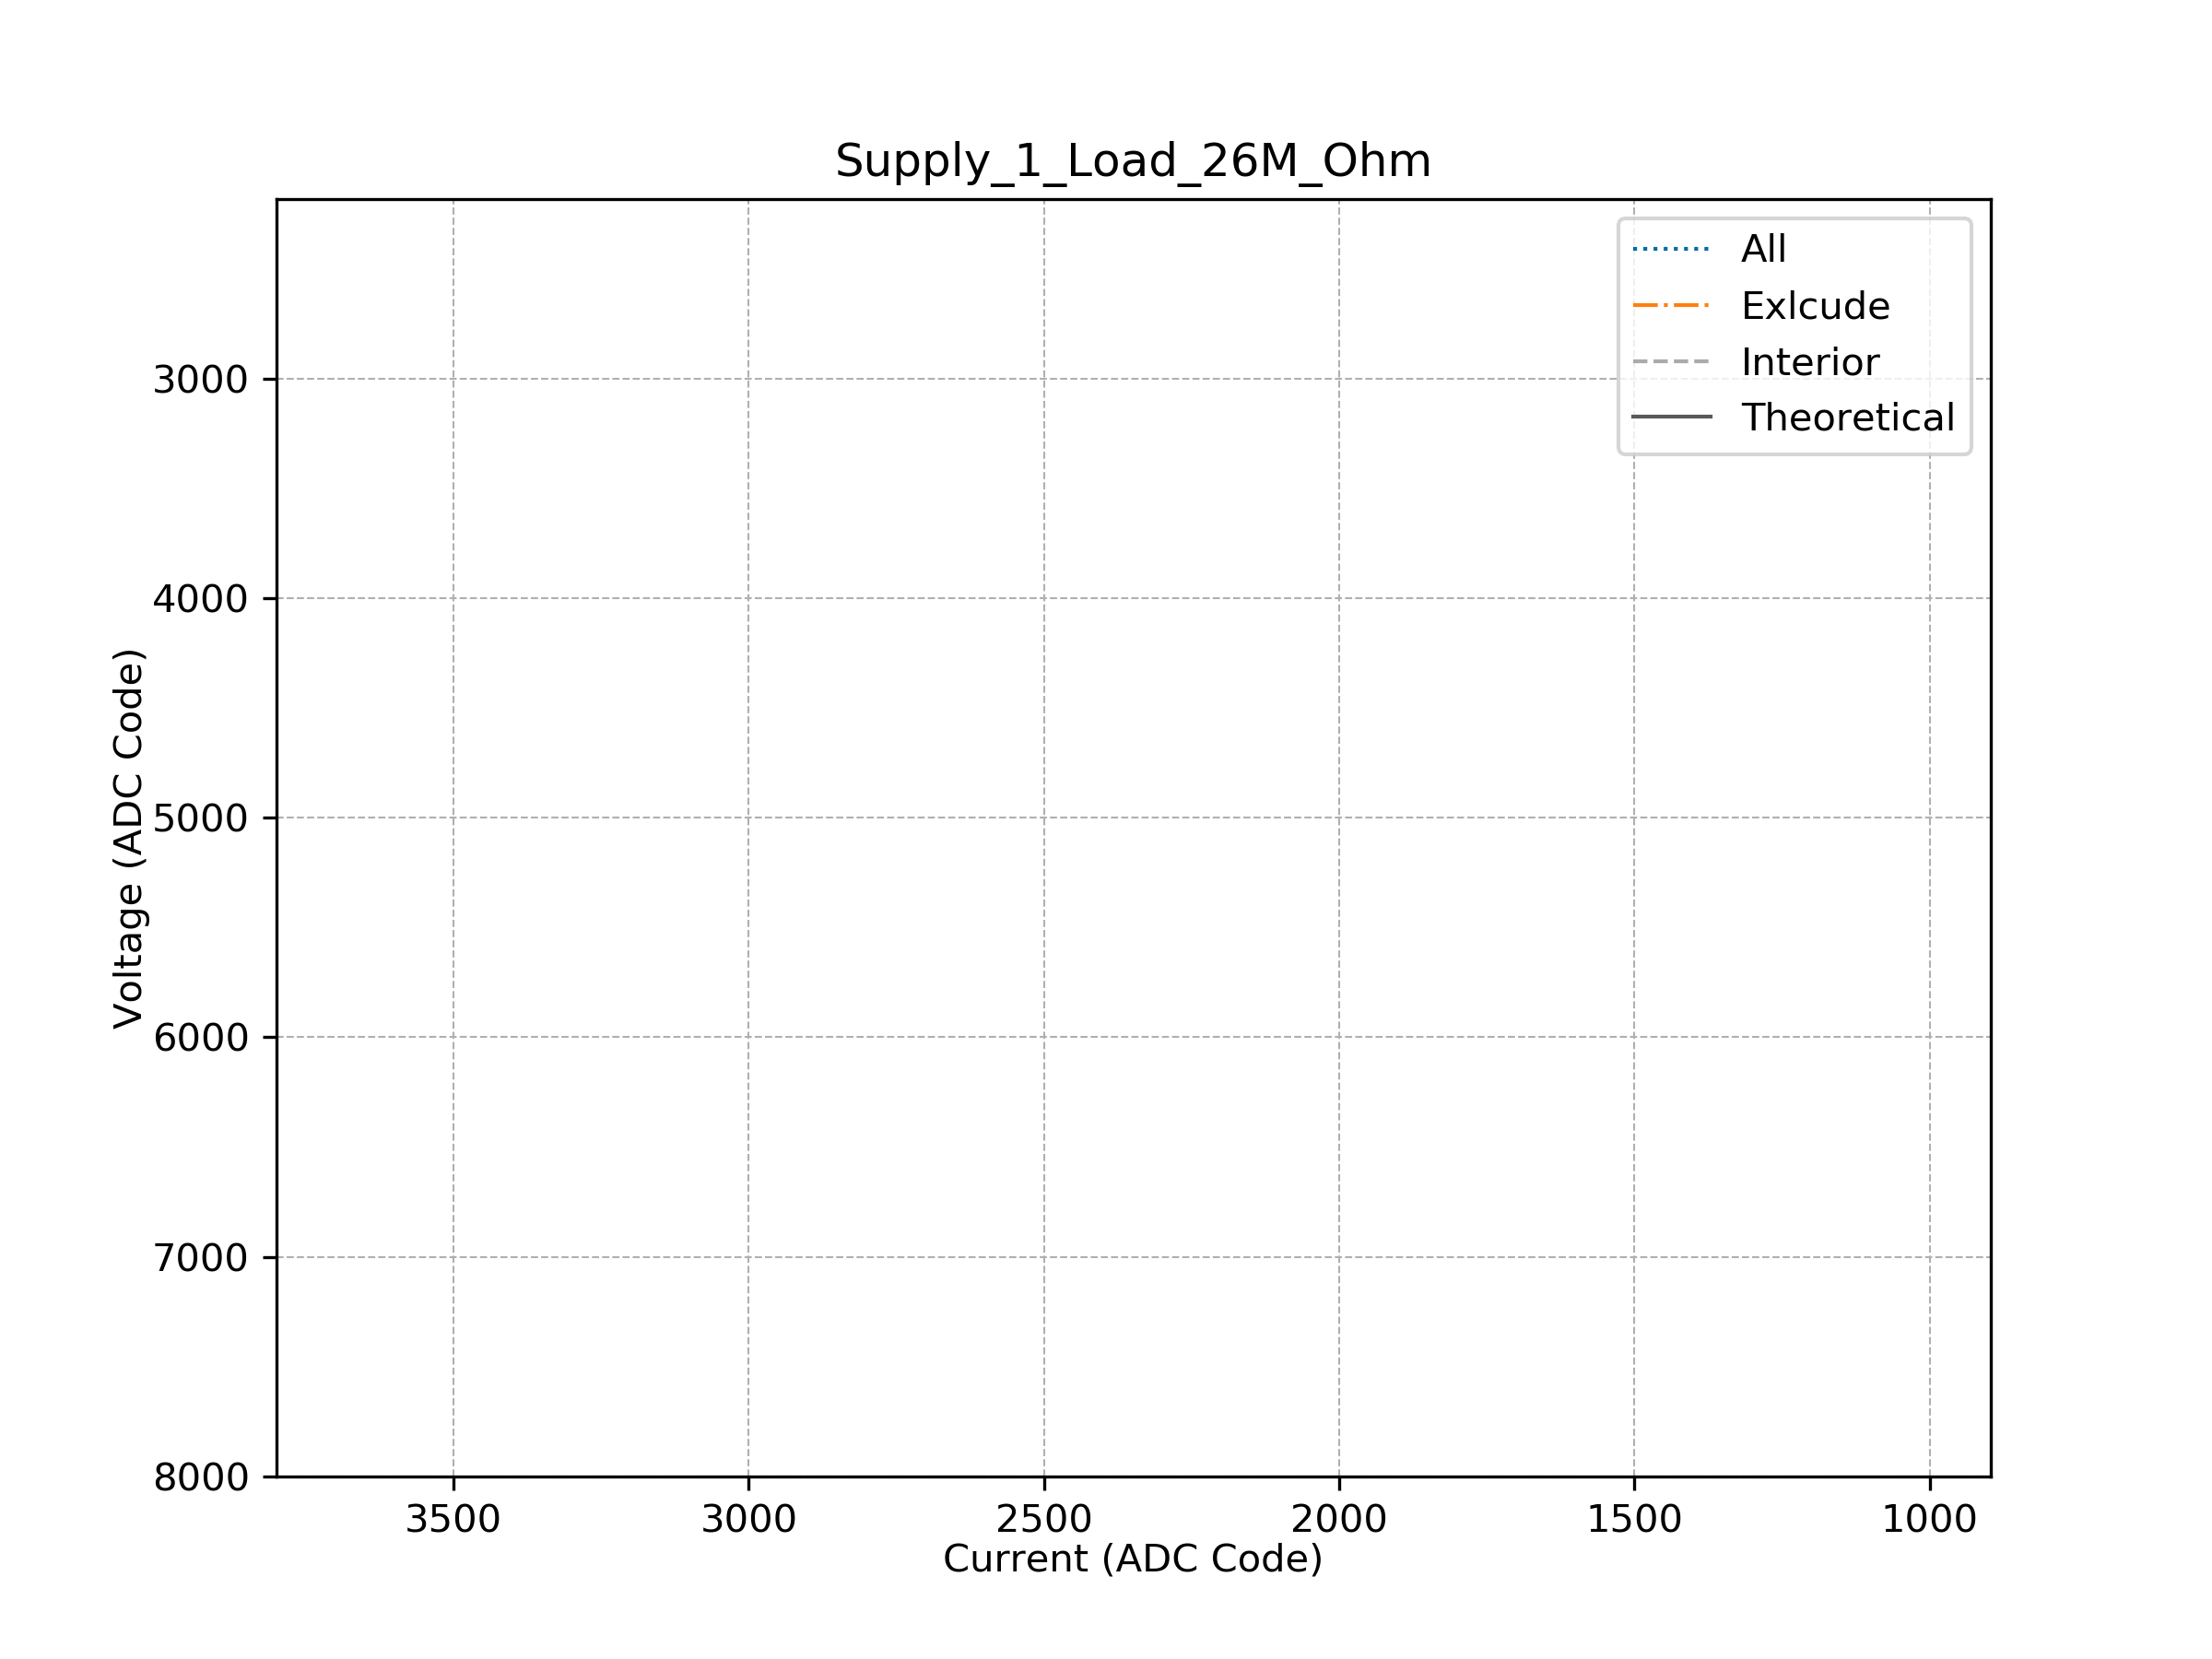 Supply_1_Load_26M_Ohm
All
Exlcude
Interior
Theoretical
Voltage (ADC Code)
3000
4000
5000
6000
7000
8000
3500 3000 2500 2000 1500 1000
Current (ADC Code)